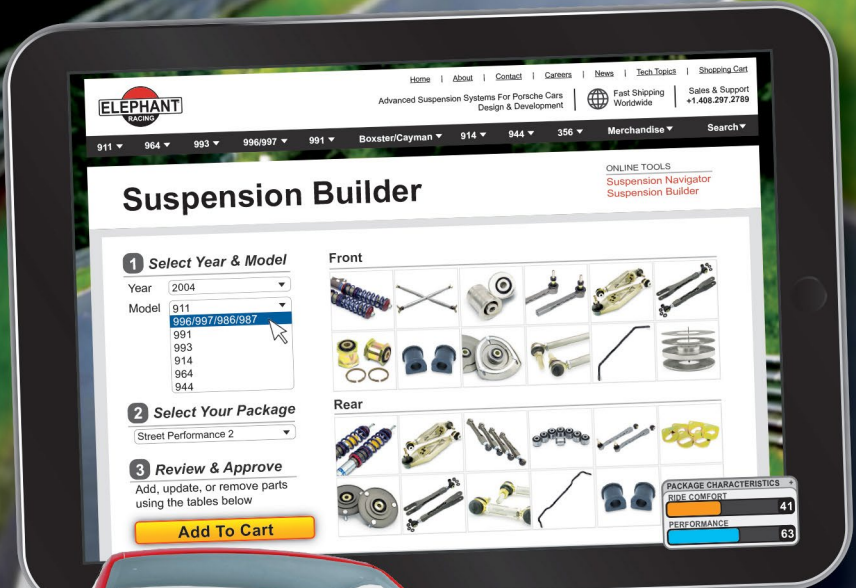 Home | About | Contact | Careers | News | Tech Topics | Shopping Cart
ELEPHANT
RACING
Advanced Suspension Systems For Porsche Cars
Design & Development
Fast Shipping
Worldwide
Sales & Support
+1.408.297.2789
911 ▼ 964 ▼ 993 ▼ 996/997 ▼ 991 ▼ Boxster/Cayman ▼ 914 ▼ 944 ▼ 356 ▼ Merchandise ▼ Search ▼
Suspension Builder
ONLINE TOOLS
Suspension Navigator
Suspension Builder
1 Select Year & Model
Year 2004
Model 911
996/997/986/987
991
993
914
964
944
2 Select Your Package
Street Performance 2
3 Review & Approve
Add, update, or remove parts
using the tables below
Add To Cart
Front
Rear
PACKAGE CHARACTERISTICS +
RIDE COMFORT
41
PERFORMANCE
63